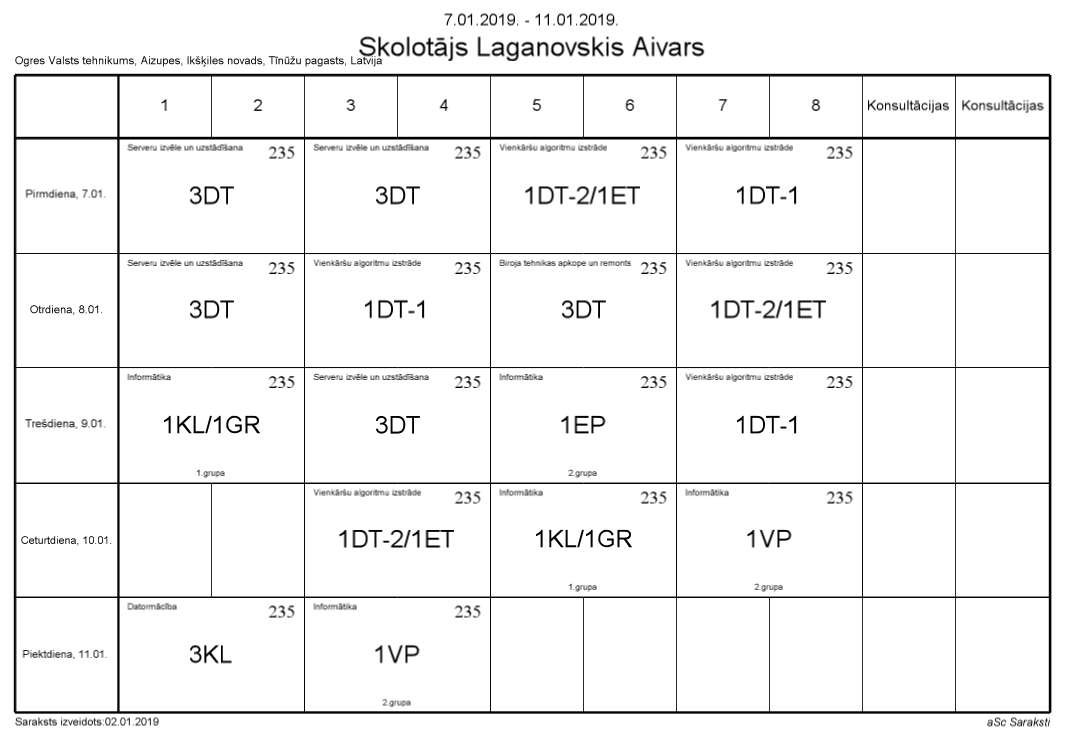 7.01.2019. - 11.01.2019.
Skolotājs Laganovskis Aivars
Ogres Valsts tehnikums, Aizupes, Ikšķiles novads, Tīnūžu pagasts, Latvija
1 2 3 4 5 6 7 8 Konsultācijas Konsultācijas
Serveru izvēle un uzstādīšana 235 Serveru izvēle un uzstādīšana 235 Vienkāršu algoritmu izstrāde 235 Vienkāršu algoritmu izstrāde 235
Pirmdiena, 7.01. 3DT 3DT 1DT-2/1ET 1DT-1
Serveru izvēle un uzstādīšana 235 Vienkāršu algoritmu izstrāde 235 Biroja tehnikas apkope un remonts 235 Vienkāršu algoritmu izstrāde 235
Otrdiena, 8.01. 3DT 1DT-1 3DT 1DT-2/1ET
Informātika 235 Serveru izvēle un uzstādīšana 235 Informātika 235 Vienkāršu algoritmu izstrāde 235
Trešdiena, 9.01. 1KL/1GR 3DT 1EP 1DT-1
1.grupa 2.grupa
Vienkāršu algoritmu izstrāde 235 Informātika 235 Informātika 235
Ceturtdiena, 10.01. 1DT-2/1ET 1KL/1GR 1VP
1.grupa 2.grupa
Datormācība 235 Informātika 235
Piektdiena, 11.01. 3KL 1VP
2.grupa
Saraksts izveidots:02.01.2019 aSc Saraksti